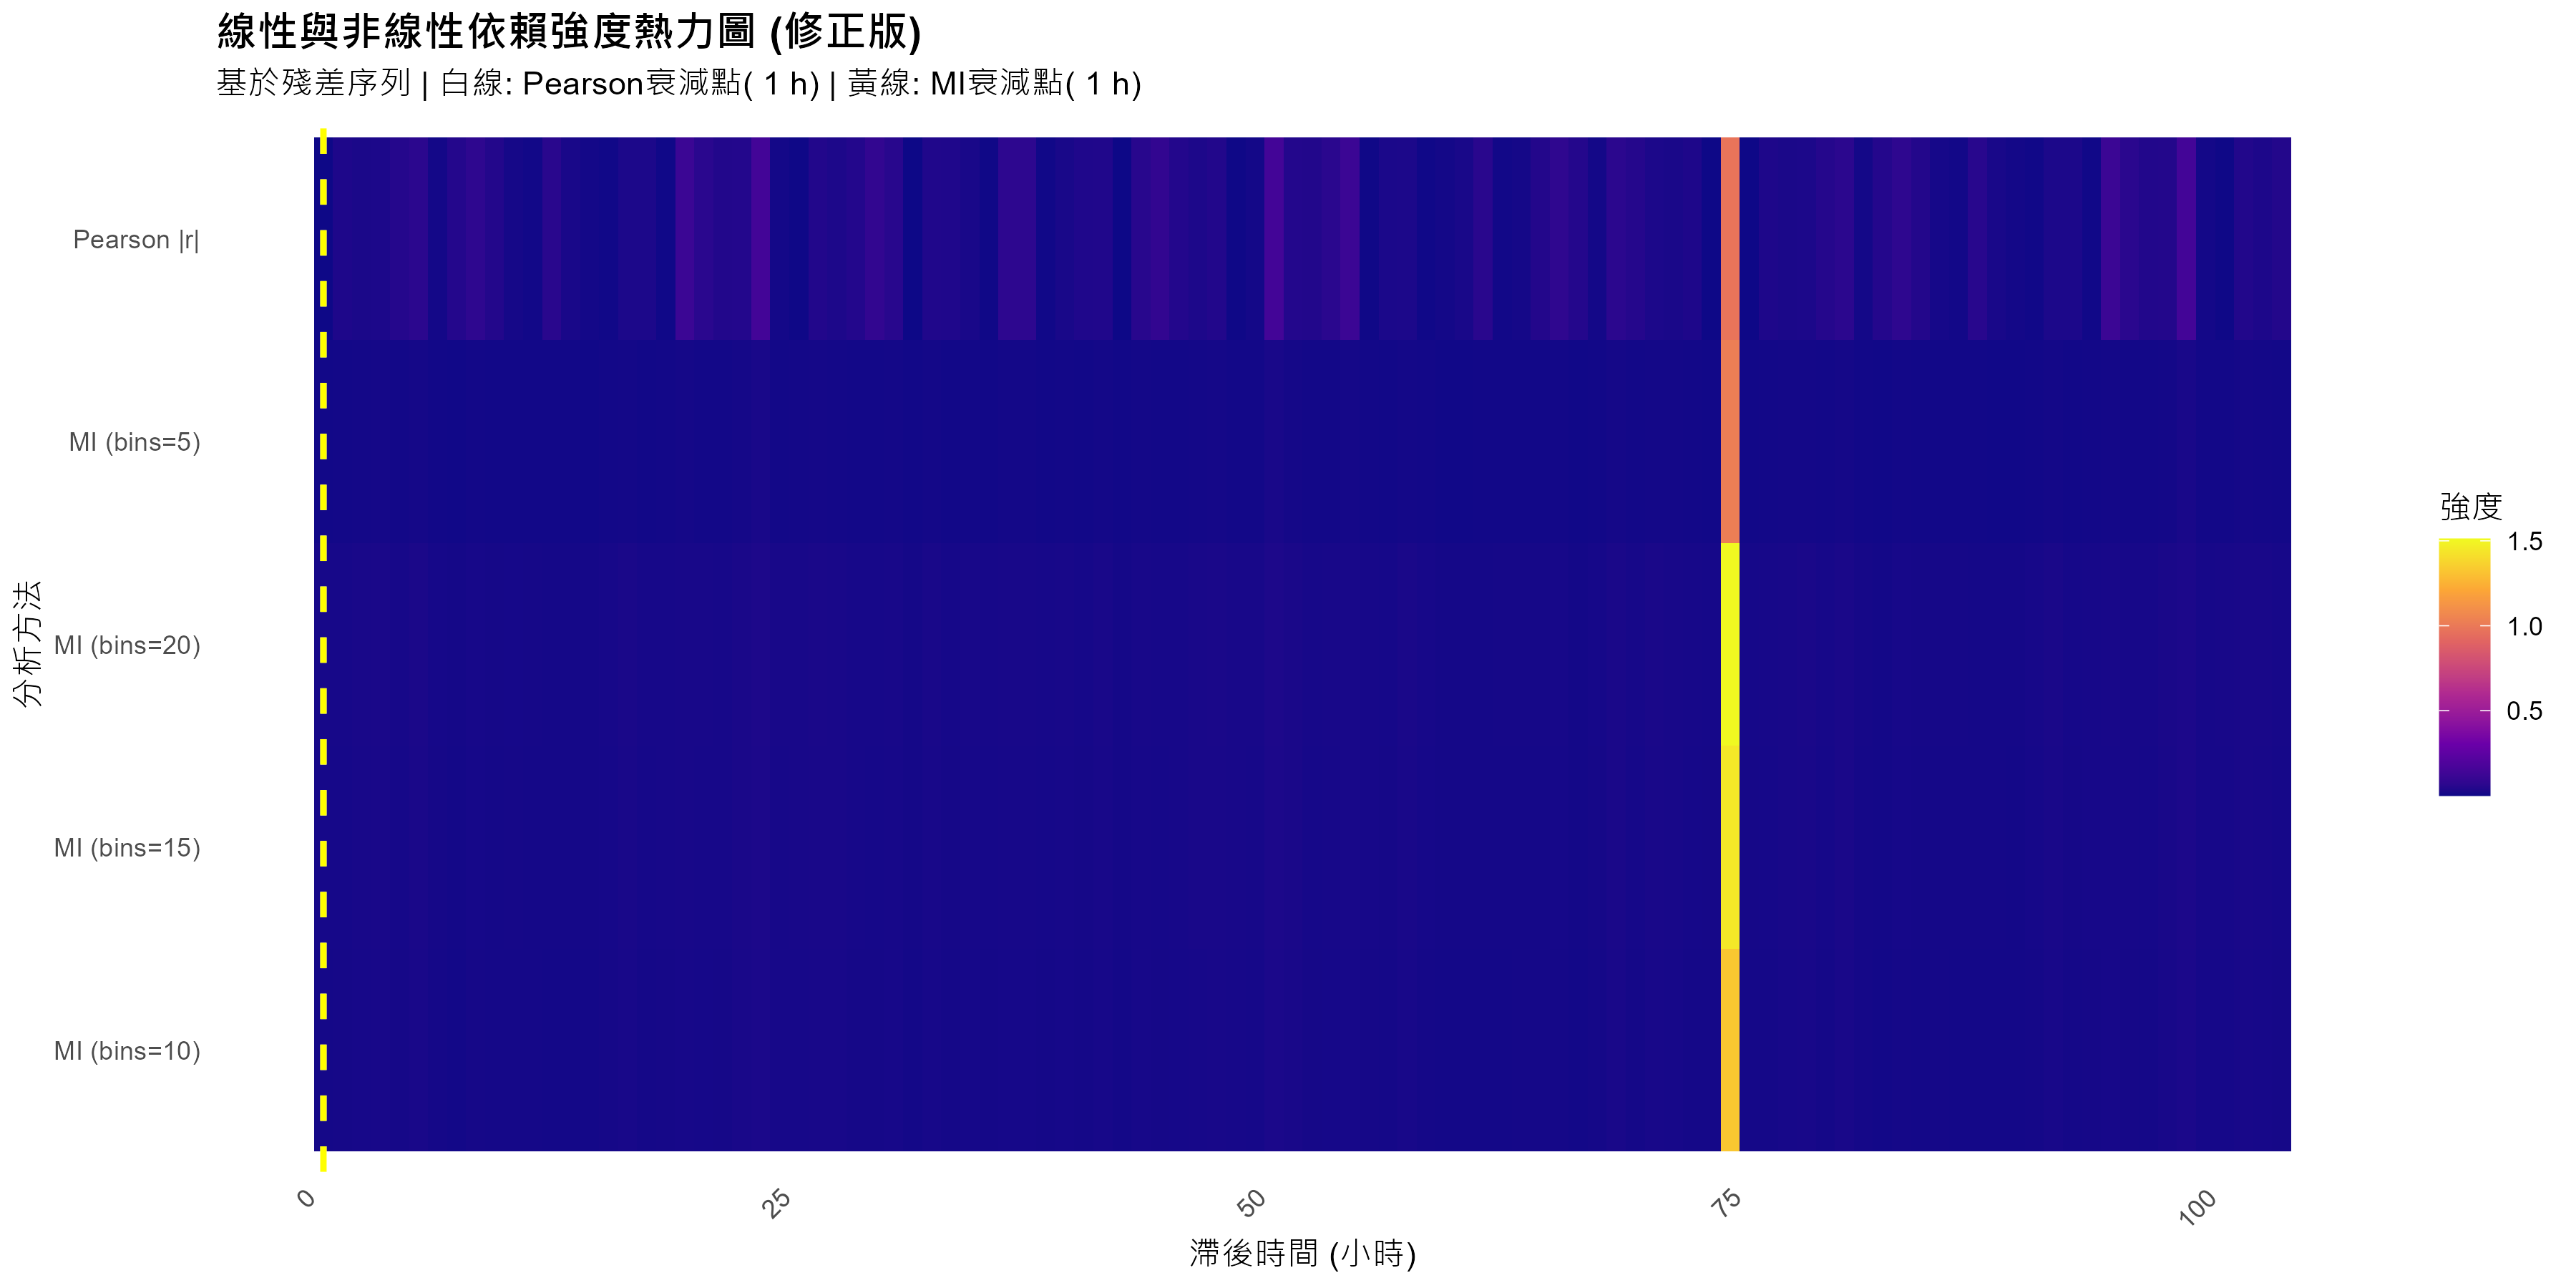 線性與非線性依賴強度熱力圖 (修正版)
基於殘差序列 | 白線: Pearson衰減點( 1 h) | 黃線: MI衰減點( 1 h)
分析方法
Pearson |r|
MI (bins=5)
MI (bins=20)
MI (bins=15)
MI (bins=10)
0
25
50
75
100
滯後時間 (小時)
強度
1.5
1.0
0.5